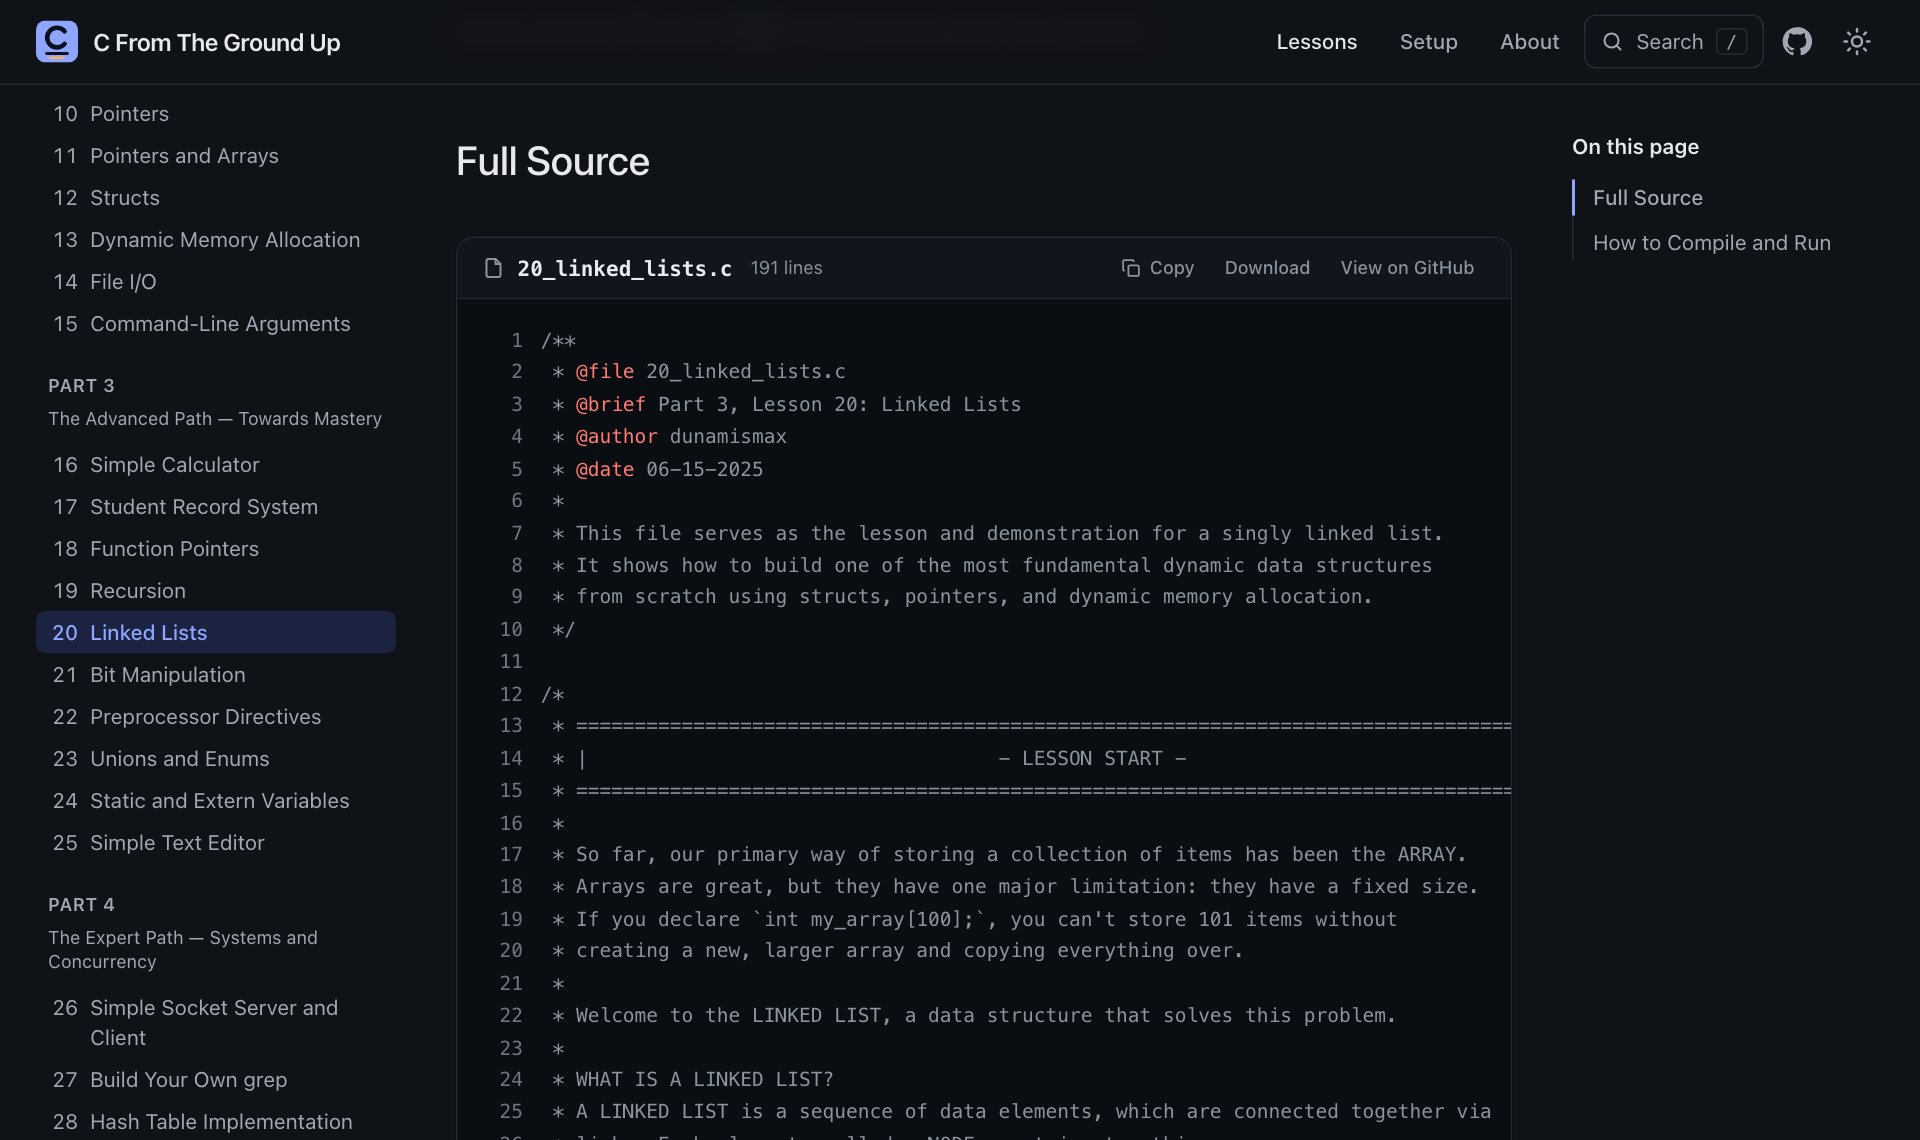 C From The Ground Up
Lessons
Setup
About
Search /
10 Pointers
11 Pointers and Arrays
12 Structs
13 Dynamic Memory Allocation
14 File I/O
15 Command-Line Arguments
PART 3
The Advanced Path — Towards Mastery
16 Simple Calculator
17 Student Record System
18 Function Pointers
19 Recursion
20 Linked Lists
21 Bit Manipulation
22 Preprocessor Directives
23 Unions and Enums
24 Static and Extern Variables
25 Simple Text Editor
PART 4
The Expert Path — Systems and
Concurrency
26 Simple Socket Server and
Client
27 Build Your Own grep
28 Hash Table Implementation
Full Source
20_linked_lists.c 191 lines Copy Download View on GitHub
1 /**
2  * @file 20_linked_lists.c
3  * @brief Part 3, Lesson 20: Linked Lists
4  * @author dunamismax
5  * @date 06-15-2025
6  *
7  * This file serves as the lesson and demonstration for a singly linked list.
8  * It shows how to build one of the most fundamental dynamic data structures
9  * from scratch using structs, pointers, and dynamic memory allocation.
10  */
11
12 /*
13  * ================================================================================
14  * |                                   - LESSON START -
15  * ================================================================================
16  *
17  * So far, our primary way of storing a collection of items has been the ARRAY.
18  * Arrays are great, but they have one major limitation: they have a fixed size.
19  * If you declare `int my_array[100];`, you can't store 101 items without
20  * creating a new, larger array and copying everything over.
21  *
22  * Welcome to the LINKED LIST, a data structure that solves this problem.
23  *
24  * WHAT IS A LINKED LIST?
25  * A LINKED LIST is a sequence of data elements, which are connected together via
On this page
Full Source
How to Compile and Run